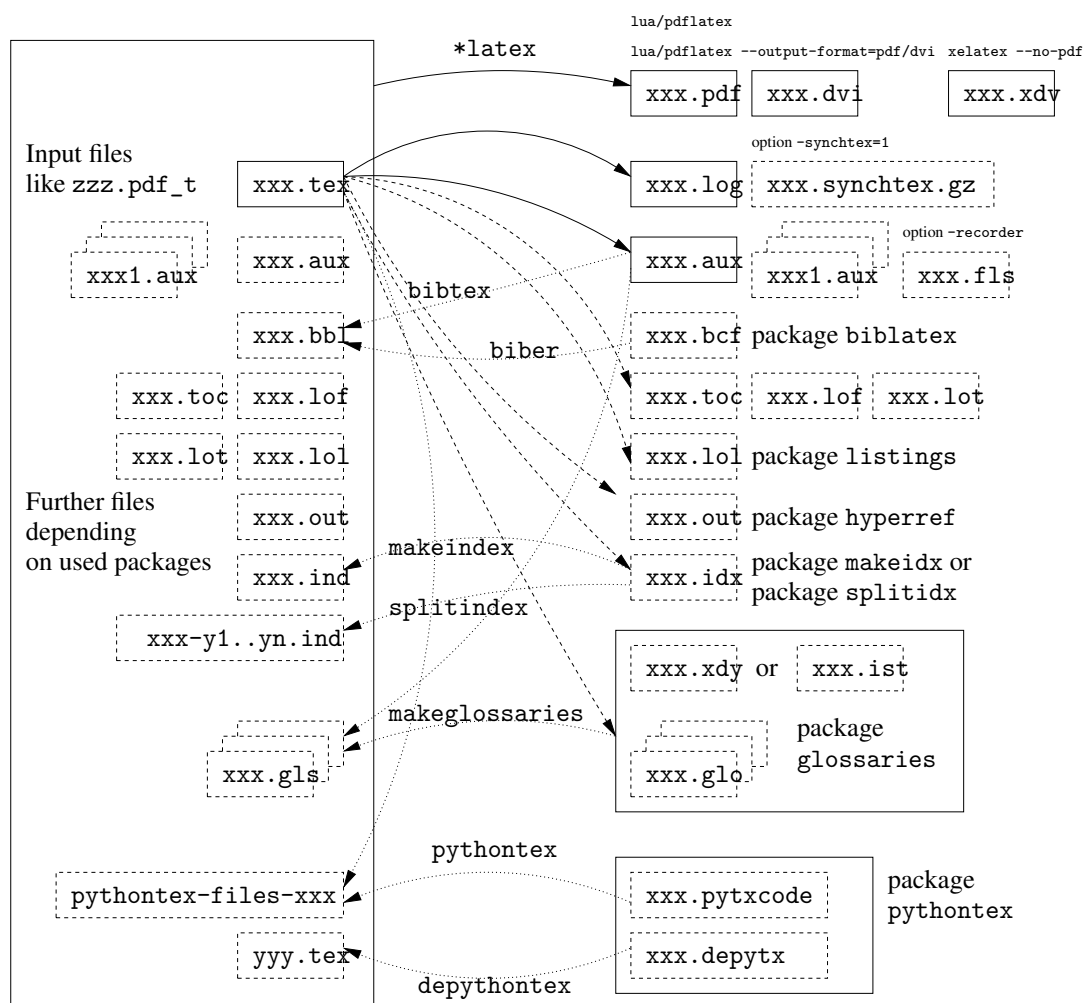 lua/pdflatex
*latex
lua/pdflatex --output-format=pdf/dvi
xelatex --no-pdf
xxx.pdf
xxx.dvi
xxx.xdv
option -synchtex=1
Input files
like zzz.pdf_t
xxx.tex
xxx.log
xxx.synchtex.gz
option -recorder
xxx1.aux
xxx.aux
xxx.aux
xxx1.aux
xxx.fls
bibtex
xxx.bbl
biber
xxx.bcf
package biblatex
xxx.toc
xxx.lof
xxx.toc
xxx.lof
xxx.lot
xxx.lot
xxx.lol
xxx.lol
package listings
Further files
depending
on used packages
xxx.out
xxx.out
package hyperref
makeindex
xxx.ind
xxx.idx
package makeidx or
package splitidx
splitindex
xxx-y1..yn.ind
xxx.xdy
or
xxx.ist
makeglossaries
xxx.gls
xxx.glo
package
glossaries
pythontex
pythontex-files-xxx
xxx.pytxcode
package
pythontex
yyy.tex
xxx.depytx
depythontex